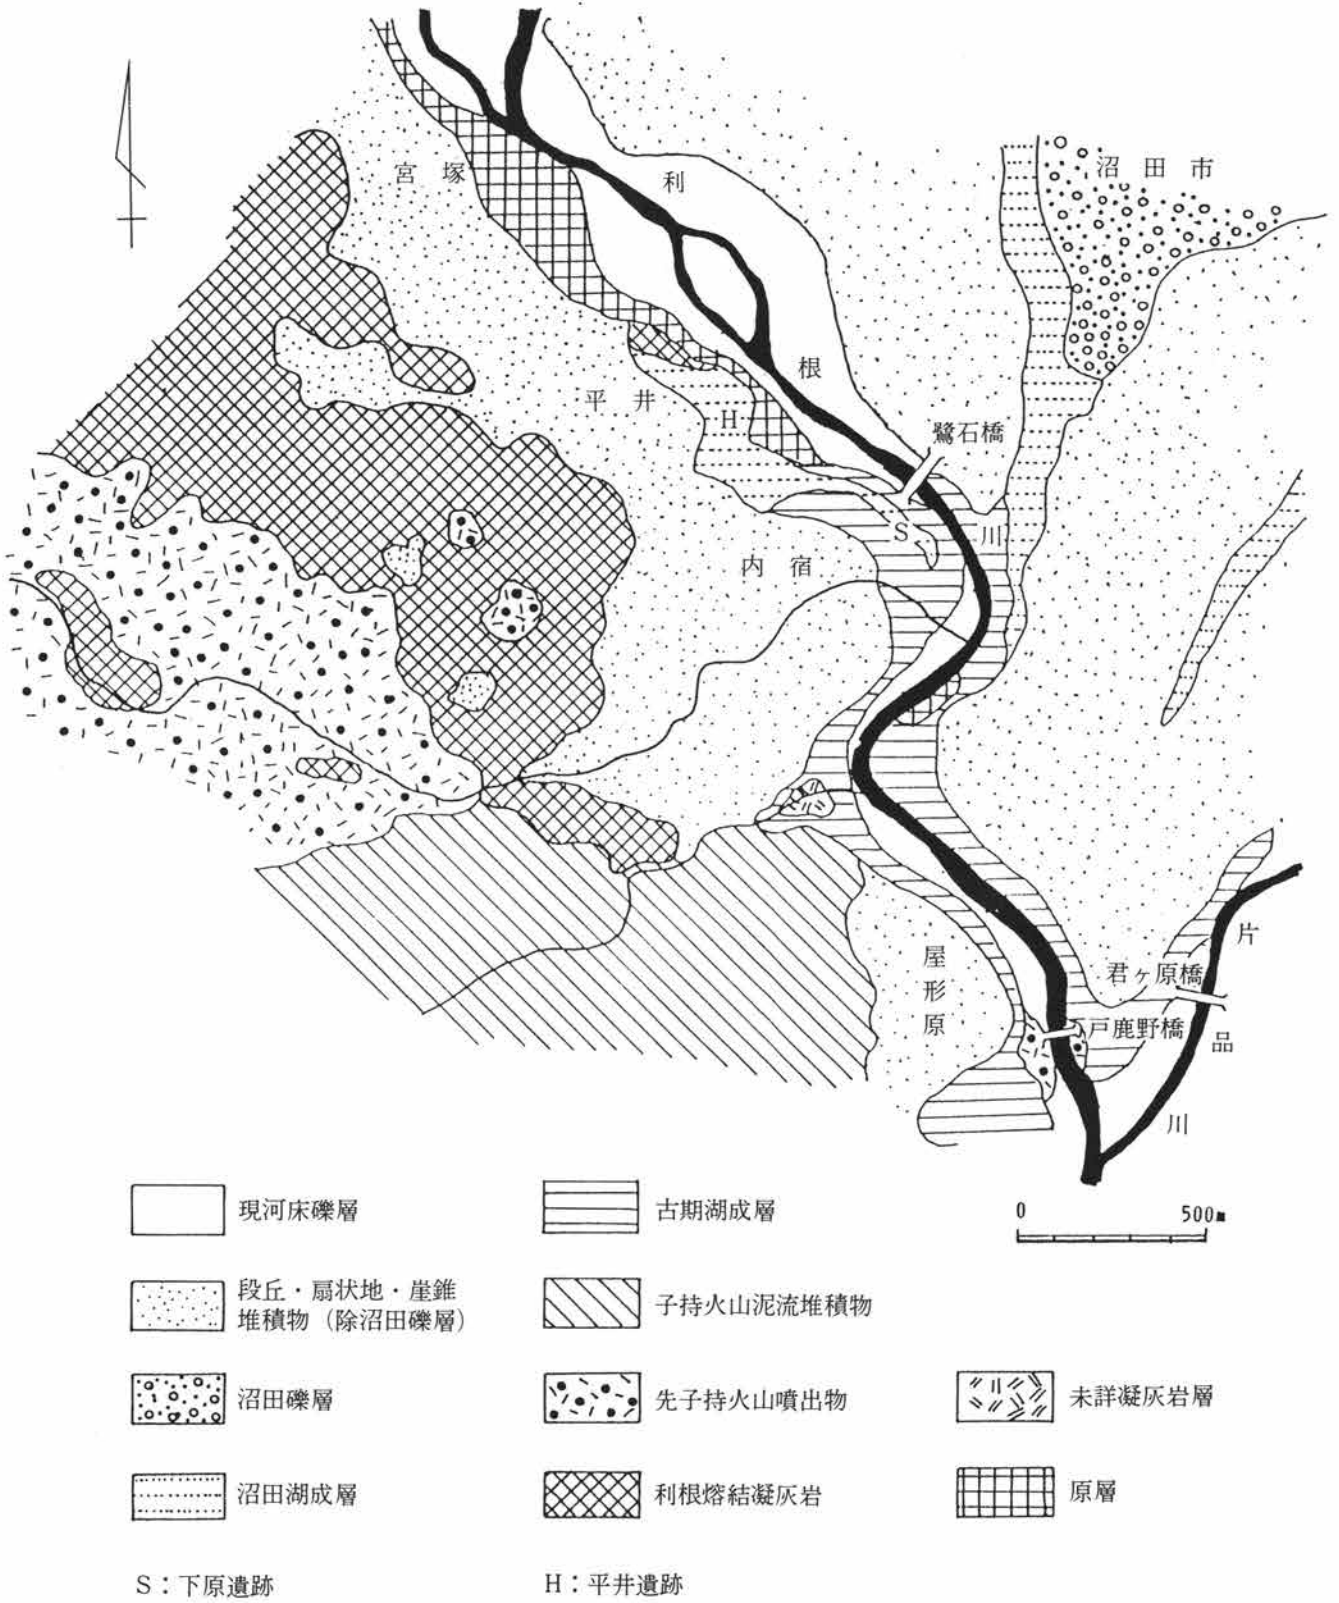 沼田市
宮塚
利
根
川
平井
H
鷺石橋
S
内宿
屋形原
片
品
川
君ヶ原橋
戸鹿野橋
0 500m
現河床礫層
古期湖成層
段丘・扇状地・崖錐
堆積物（除沼田礫層）
子持火山泥流堆積物
沼田礫層
先子持火山噴出物
未詳凝灰岩層
沼田湖成層
利根熔結凝灰岩
原層
S：下原遺跡
H：平井遺跡